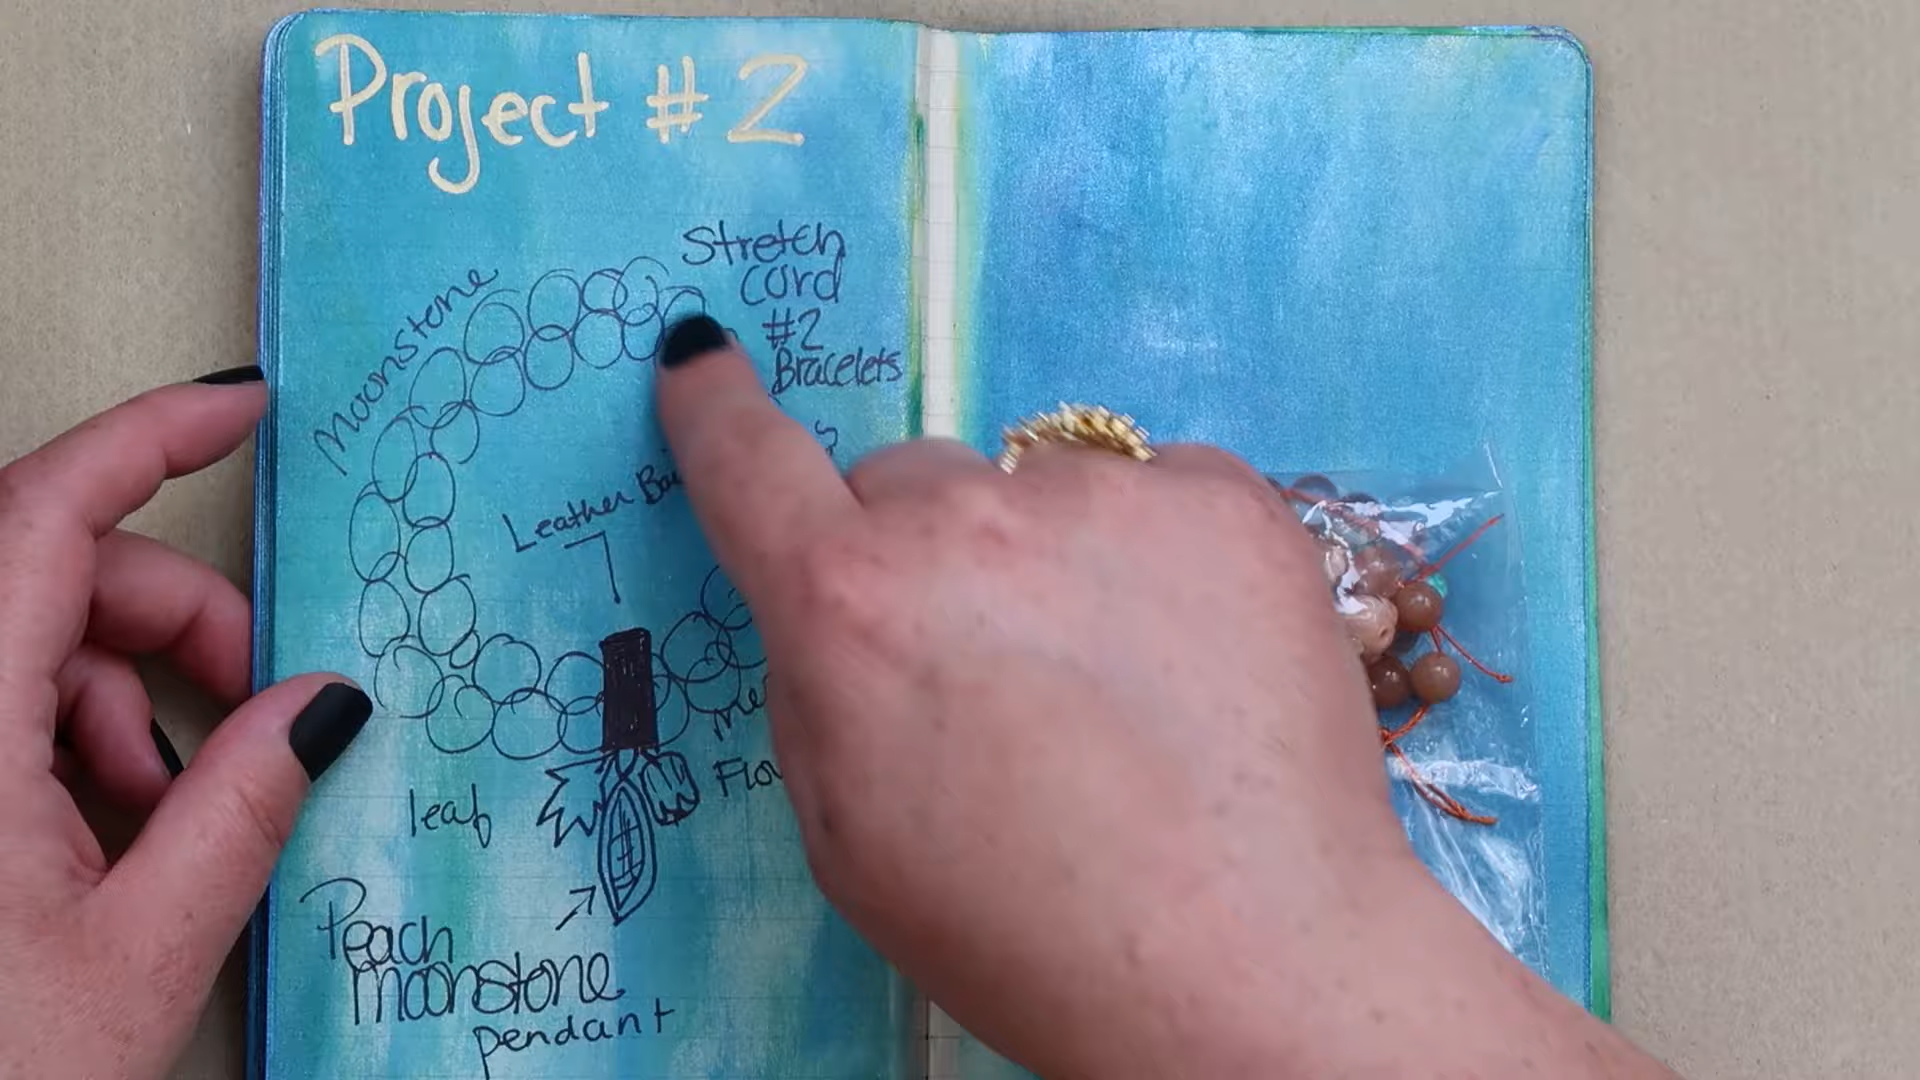 Project #2
Stretch
cord
#2
Bracelets
Moonstone
Leather
leaf
Peach
moonstone
pendant